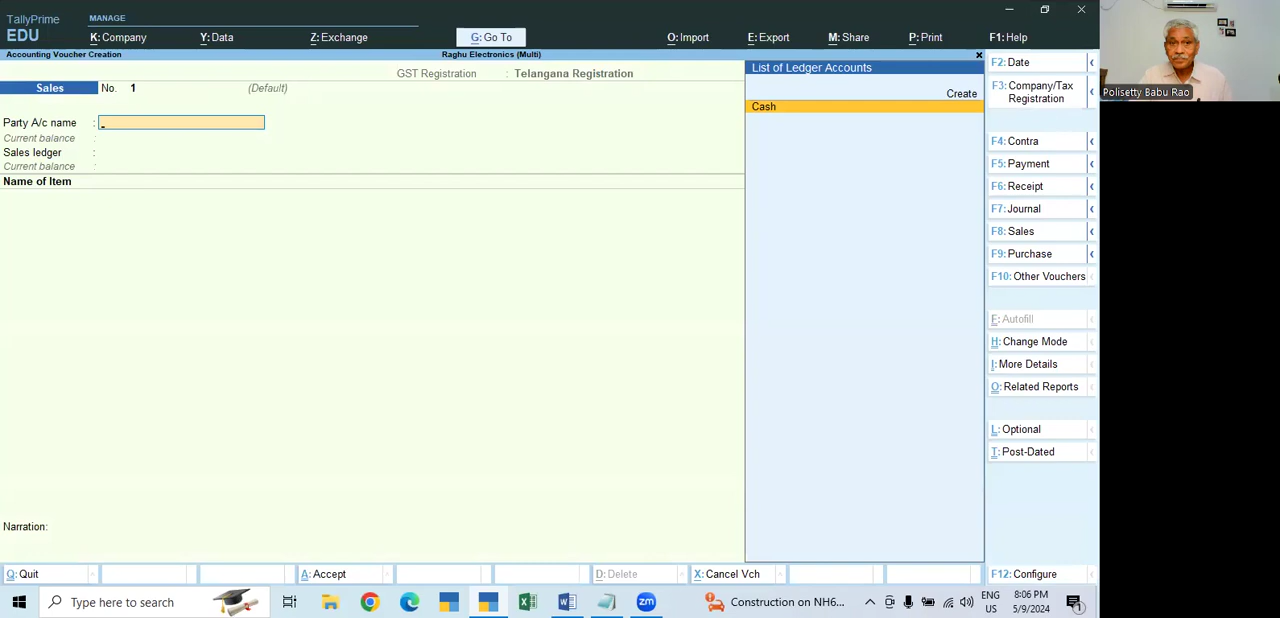 TallyPrime
EDU
MANAGE
K: Company
Y: Data
Z: Exchange
G: Go To
O: Import
E: Export
M: Share
P: Print
F1: Help
Accounting Voucher Creation
Raghu Electronics (Multi)
GST Registration : Telangana Registration
Sales No. 1 (Default)
Party A/c name :
Current balance :
Sales ledger :
Current balance :
Name of Item
Narration:
List of Ledger Accounts
Create
Cash
F2: Date
F3: Company/Tax
Registration
F4: Contra
F5: Payment
F6: Receipt
F7: Journal
F8: Sales
F9: Purchase
F10: Other Vouchers
F: Autofill
H: Change Mode
I: More Details
O: Related Reports
L: Optional
T: Post-Dated
F12: Configure
Q: Quit
A: Accept
D: Delete
X: Cancel Vch
Polisetty Babu Rao
Type here to search
zm
Construction on NH6...
ENG
US
8:06 PM
5/9/2024